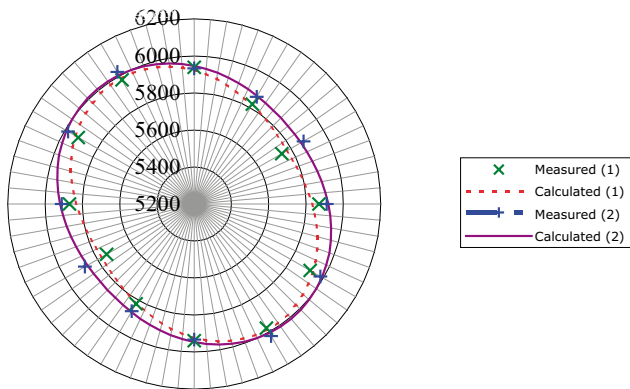 6200
6000
5800
5600
5400
5200
Measured (1)
Calculated (1)
Measured (2)
Calculated (2)